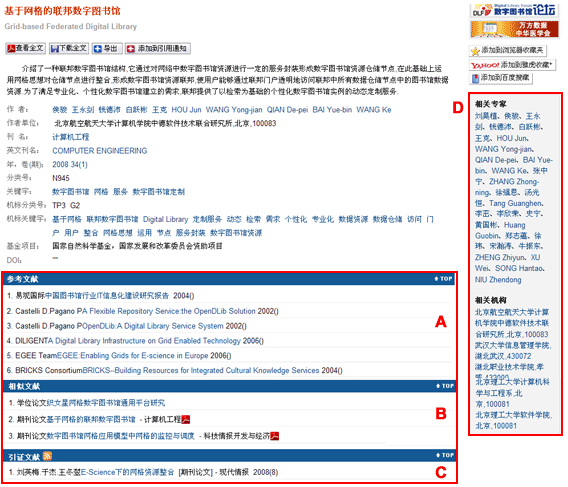 基于网格的联邦数字图书馆
Grid-based Federated Digital Library
查看全文 下载全文 导出 添加到引用通知
介绍了一种联邦数字图书馆结构,它通过对网络中数字图书馆资源进行一定的服务封装形成数字图书馆仓储节点,在此基础上运
用网格思想对仓储节点进行整合,形成数字图书馆资源联邦,使用户能够通过联邦门户透明地访问联邦中所有数据仓储节点中的图书馆数据资
源.为了满足专业化、个性化数字图书馆建立的需求,联邦提供了以检索为基础的个性化数字图书馆实例的动态定制服务.
作 者: 侯骏 王永剑 钱德沛 白跃彬 王克 HOU Jun WANG Yong-jian QIAN De-pei BAI Yue-bin WANG Ke
作者单位: 北京航空航天大学计算机学院中德软件技术联合研究所,北京,100083
刊 名: 计算机工程
英文刊名: COMPUTER ENGINEERING
年,卷(期): 2008 34(1)
分类号: N945
关键字: 数字图书馆 网格 服务 数字图书馆定制
机标分类号: TP3 G2
机标关键字: 基于网格 联邦数字图书馆 Digital Library 定制服务 动态 检索 需求 个性化 专业化 数据资源 数据仓储 访问 门
户 用户 整合 网格思想 运用 节点 服务封装 数字图书馆资源
基金项目: 国家自然科学基金, 国家发展和改革委员会资助项目
DOI: ""
参考文献 TOP
1. 易观国际中国图书馆行业IT信息化建设研究报告 2004()
2. Castelli D.Pagano PA Flexible Repository Service:the OpenDLib Solution 2002()
3. Castelli D.Pagano POpenDLib:A Digital Library Service System 2002()
4. DILIGENTA Digital Library Infrastructure on Grid Enabled Technology 2006()
5. EGEE TeamEGEE:Enabling Grids for E-science in Europe 2006()
6. BRICKS ConsortiumBRICKS--Building Resources for Integrated Cultural Knowledge Services 2004()
A
相似文献 TOP
1. 学位论文织女星网格数字图书馆通用平台研究
2. 期刊论文基于网格的联邦数字图书馆 - 计算机工程
3. 期刊论文数字图书馆网格应用模型中网格的监控与调度 - 科技情报开发与经济
B
引证文献 TOP
1. 刘英梅.于杰.王冬翌E-Science下的网格资源整合 [期刊论文] - 现代情报 2008(8)
C
DLF 数字图书馆论坛
万方数据
中华医学会
添加到浏览器收藏夹
YAHOO! 添加到雅虎收藏+
添加到百度搜藏
D
相关专家
刘昊植、侯骏、王永
剑、钱德沛、白跃彬、
王克、HOU Jun、
WANG Yong-jian、
QIAN De-pei、BAI Yue-
bin、WANG Ke、张中
宁、ZHANG Zhong-
ning、徐福恩、汤光
恒、Tang Guanghen、
李正、李欣荣、史宁、
黄国彬、Huang
Guobin、郑志蕴、徐
玮、宋瀚涛、牛振东、
ZHENG Zhiyun、XU
Wei、SONG Hantao、
NIU Zhendong
相关机构
北京航空航天大学计算
机学院中德软件技术联
合研究所,北京,100083
武汉大学信息管理学院,
湖北武汉,430072
湖北职业技术学院,孝
北京理工大学计算机科
学与工程系,北
京,100081
北京理工大学软件学院,
北京,100081